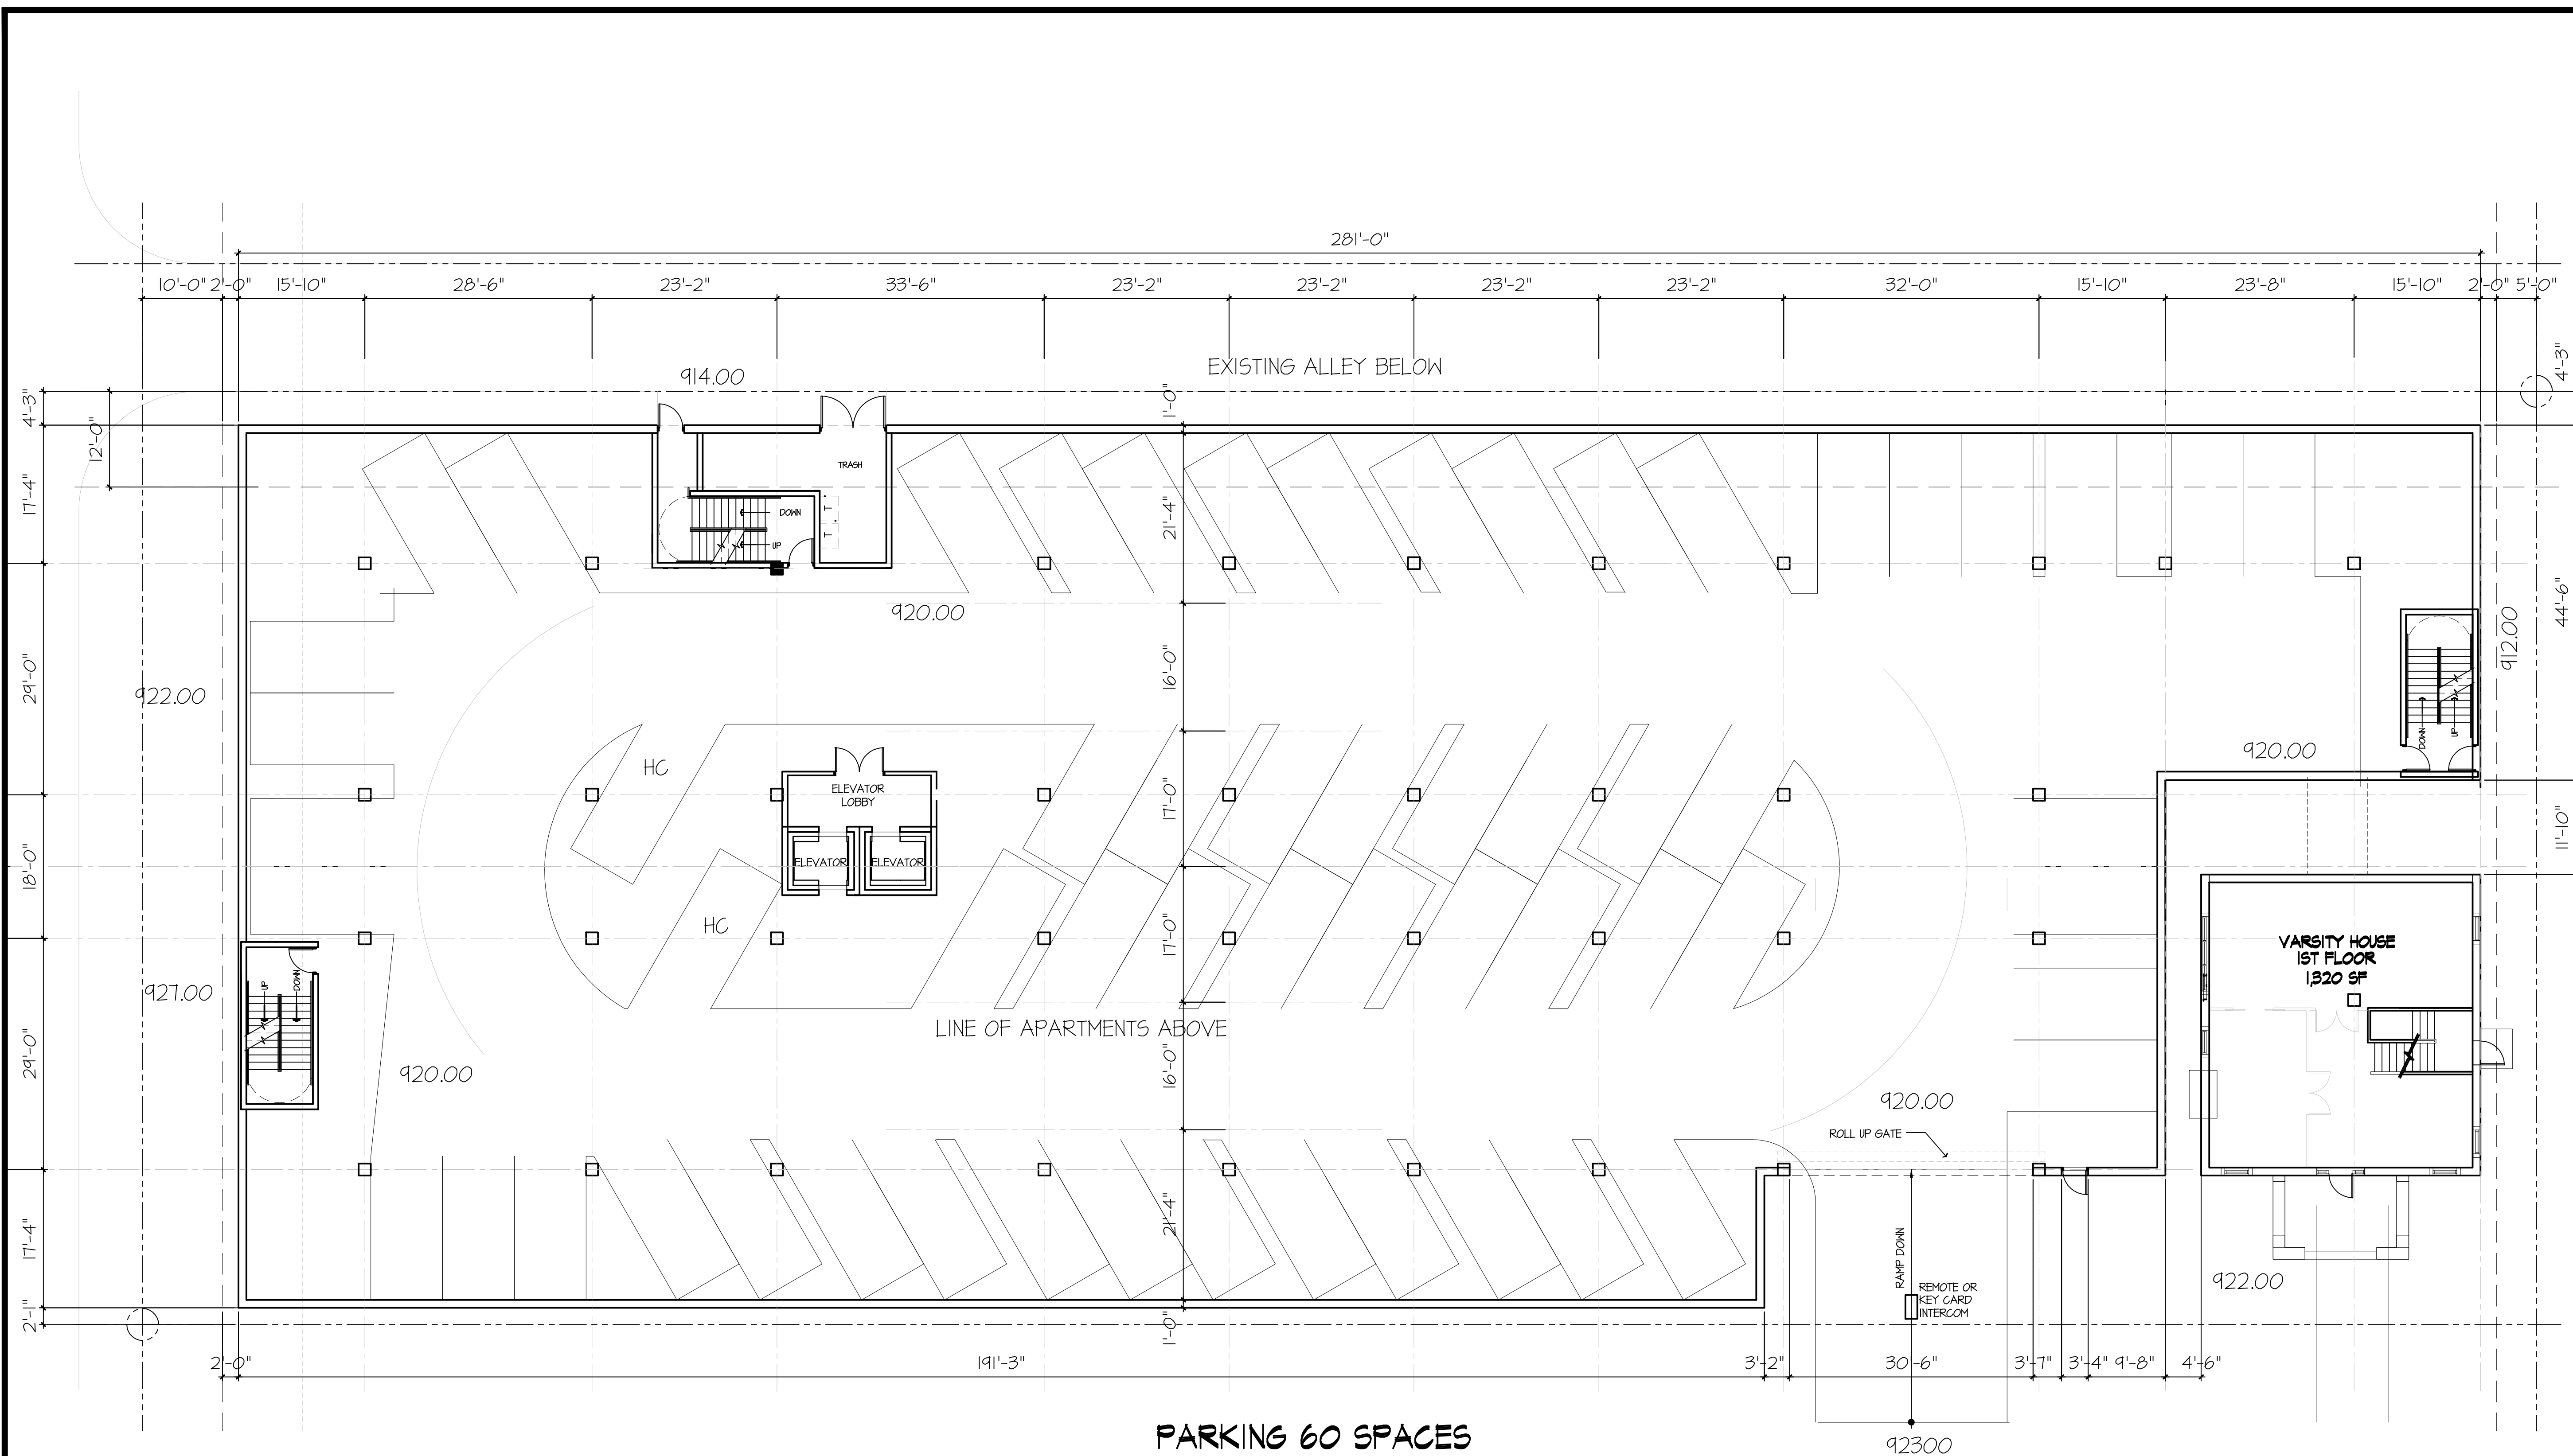 281'-0"
10'-0" 2'-0" 15'-10" 28'-6" 23'-2" 33'-6" 23'-2" 23'-2" 23'-2" 23'-2" 32'-0" 15'-10" 23'-8" 15'-10" 2'-0" 5'-0"
4'-3"
EXISTING ALLEY BELOW
914.00
4'-3"
1'-0"
12'-0"
TRASH
17'-4"
21'-4"
DOWN
T
T
UP
44'-6"
920.00
912.00
29'-0"
16'-0"
922.00
DOWN
UP
920.00
HC
ELEVATOR
LOBBY
17'-0"
11'-10"
ELEVATOR
ELEVATOR
18'-0"
HC
17'-0"
VARSITY HOUSE
1ST FLOOR
1,320 SF
UP
DOWN
927.00
LINE OF APARTMENTS ABOVE
29'-0"
16'-0"
920.00
920.00
ROLL UP GATE
17'-4"
21'-4"
RAMP DOWN
922.00
REMOTE OR
KEY CARD
INTERCOM
2'-1"
1'-0"
2'-0" 191'-3" 3'-2" 30'-6" 3'-7" 3'-4" 9'-8" 4'-6"
PARKING 60 SPACES
92300